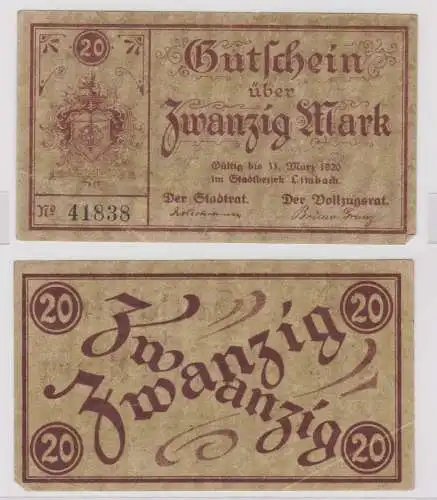 20
Gutschein
über
Zwanzig Mark
Gültig bis 31. März 1920
im Stadtbezirk Limbach.
Der Stadtrat. Der Vollzugsrat.
No 41838
20 20
Zwanzig
Zwanzig
anzig
20 20